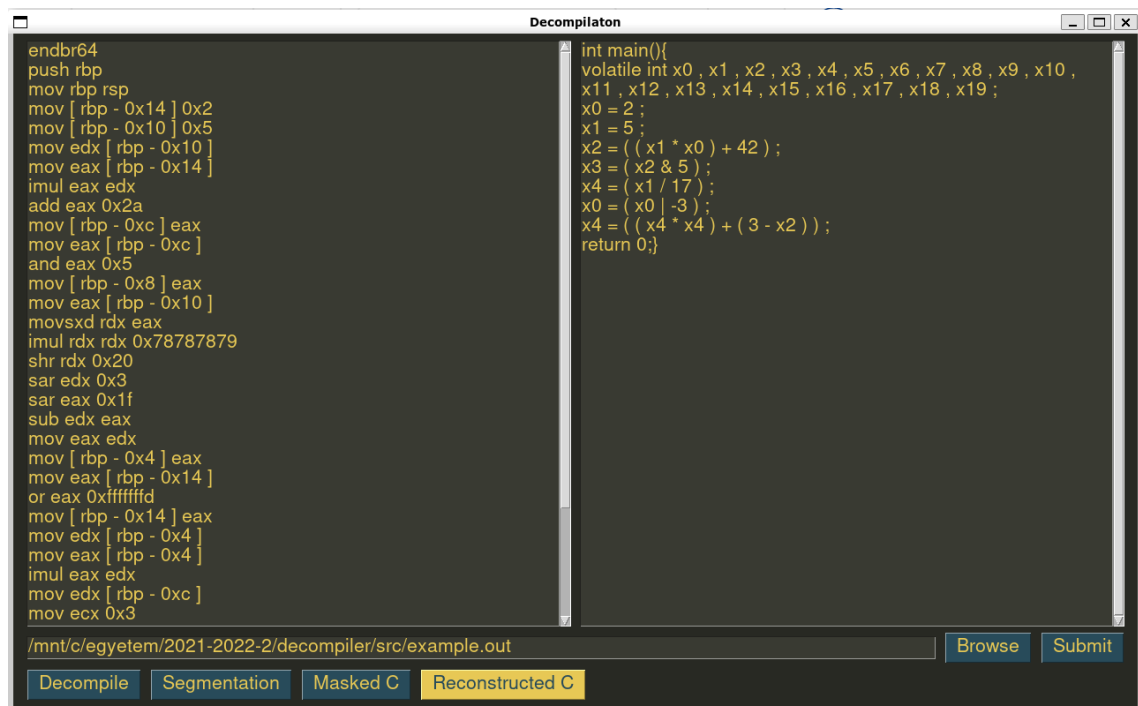 Decompilaton
endbr64
push rbp
mov rbp rsp
mov [ rbp - 0x14 ] 0x2
mov [ rbp - 0x10 ] 0x5
mov edx [ rbp - 0x10 ]
mov eax [ rbp - 0x14 ]
imul eax edx
add eax 0x2a
mov [ rbp - 0xc ] eax
mov eax [ rbp - 0xc ]
and eax 0x5
mov [ rbp - 0x8 ] eax
mov eax [ rbp - 0x10 ]
movsxd rdx eax
imul rdx rdx 0x78787879
shr rdx 0x20
sar edx 0x3
sar eax 0x1f
sub edx eax
mov eax edx
mov [ rbp - 0x4 ] eax
mov eax [ rbp - 0x14 ]
or eax 0xfffffffd
mov [ rbp - 0x14 ] eax
mov edx [ rbp - 0x4 ]
mov eax [ rbp - 0x4 ]
imul eax edx
mov edx [ rbp - 0xc ]
mov ecx 0x3
int main(){
volatile int x0 , x1 , x2 , x3 , x4 , x5 , x6 , x7 , x8 , x9 , x10 ,
x11 , x12 , x13 , x14 , x15 , x16 , x17 , x18 , x19 ;
x0 = 2 ;
x1 = 5 ;
x2 = ( ( x1 * x0 ) + 42 ) ;
x3 = ( x2 & 5 ) ;
x4 = ( x1 / 17 ) ;
x0 = ( x0 | -3 ) ;
x4 = ( ( x4 * x4 ) + ( 3 - x2 ) ) ;
return 0;}
/mnt/c/egyetem/2021-2022-2/decompiler/src/example.out
Browse
Submit
Decompile
Segmentation
Masked C
Reconstructed C